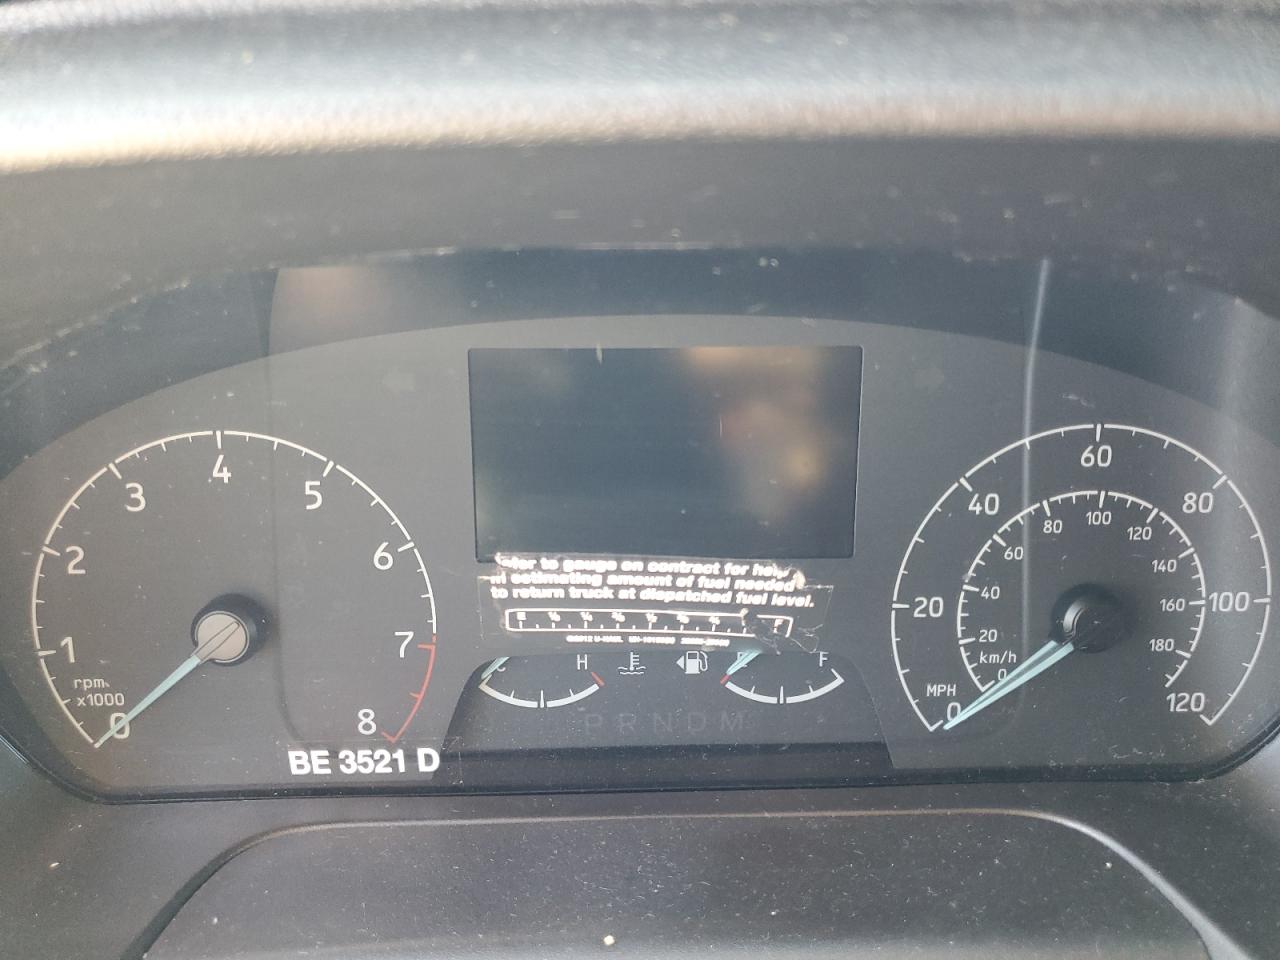 4
3
5
2
6
1
7
rpm
x1000
0
8
BE 3521 D
to gauge on contract for
estimating amount of fuel needed
to return truck at dispatched fuel level.
E F
©2012 U-HAUL
C H
E F
P R N D M
60
40
80
20
100
MPH
0
120
100
80
120
60
140
40
160
20
180
km/h
0